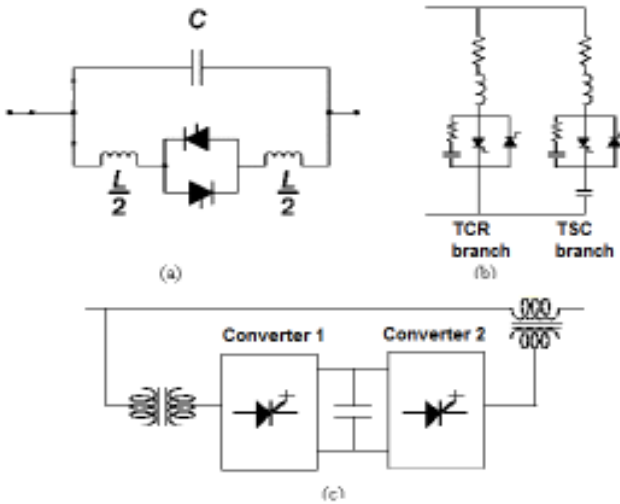 C
L/2
L/2
(a)
TCR branch
TSC branch
(b)
Converter 1
Converter 2
(c)